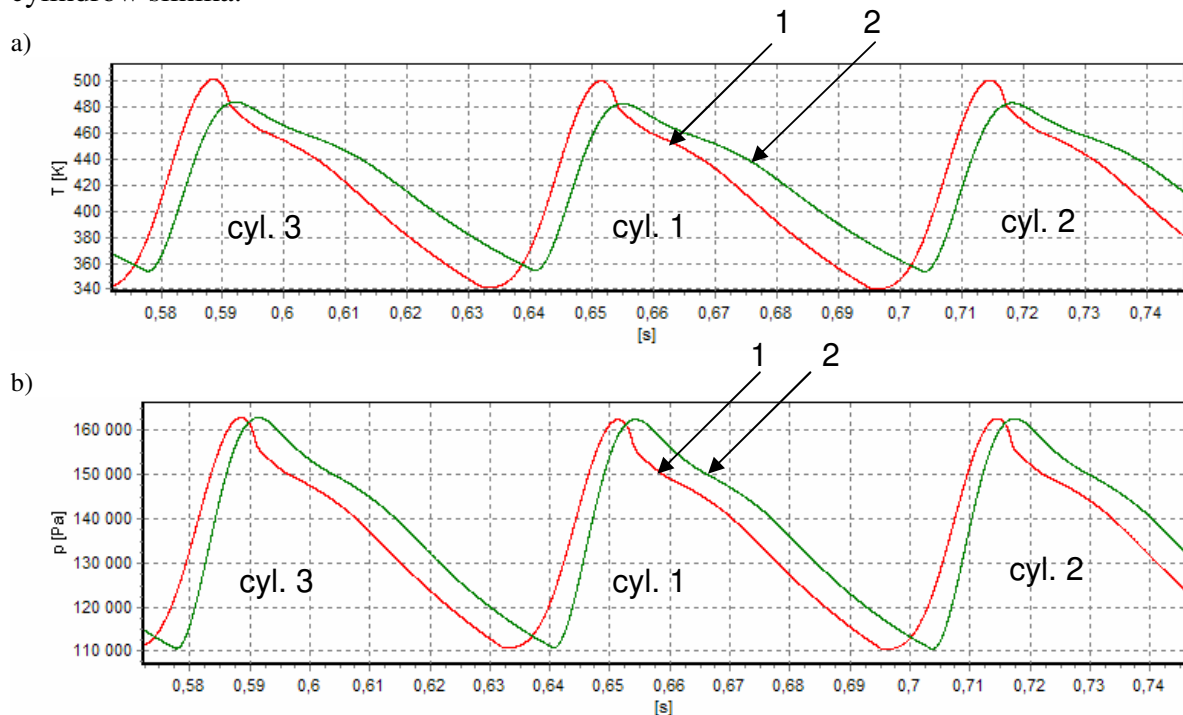 cylindrów silnika.
a)
1 2
T [K]
500
480
460
440
420
400
380
360
340
cyl. 3 cyl. 1 cyl. 2
0,58 0,59 0,6 0,61 0,62 0,63 0,64 0,65 0,66 0,67 0,68 0,69 0,7 0,71 0,72 0,73 0,74
[s]
b)
1 2
p [Pa]
160 000
150 000
140 000
130 000
120 000
110 000
cyl. 3 cyl. 1 cyl. 2
0,58 0,59 0,6 0,61 0,62 0,63 0,64 0,65 0,66 0,67 0,68 0,69 0,7 0,71 0,72 0,73 0,74
[s]